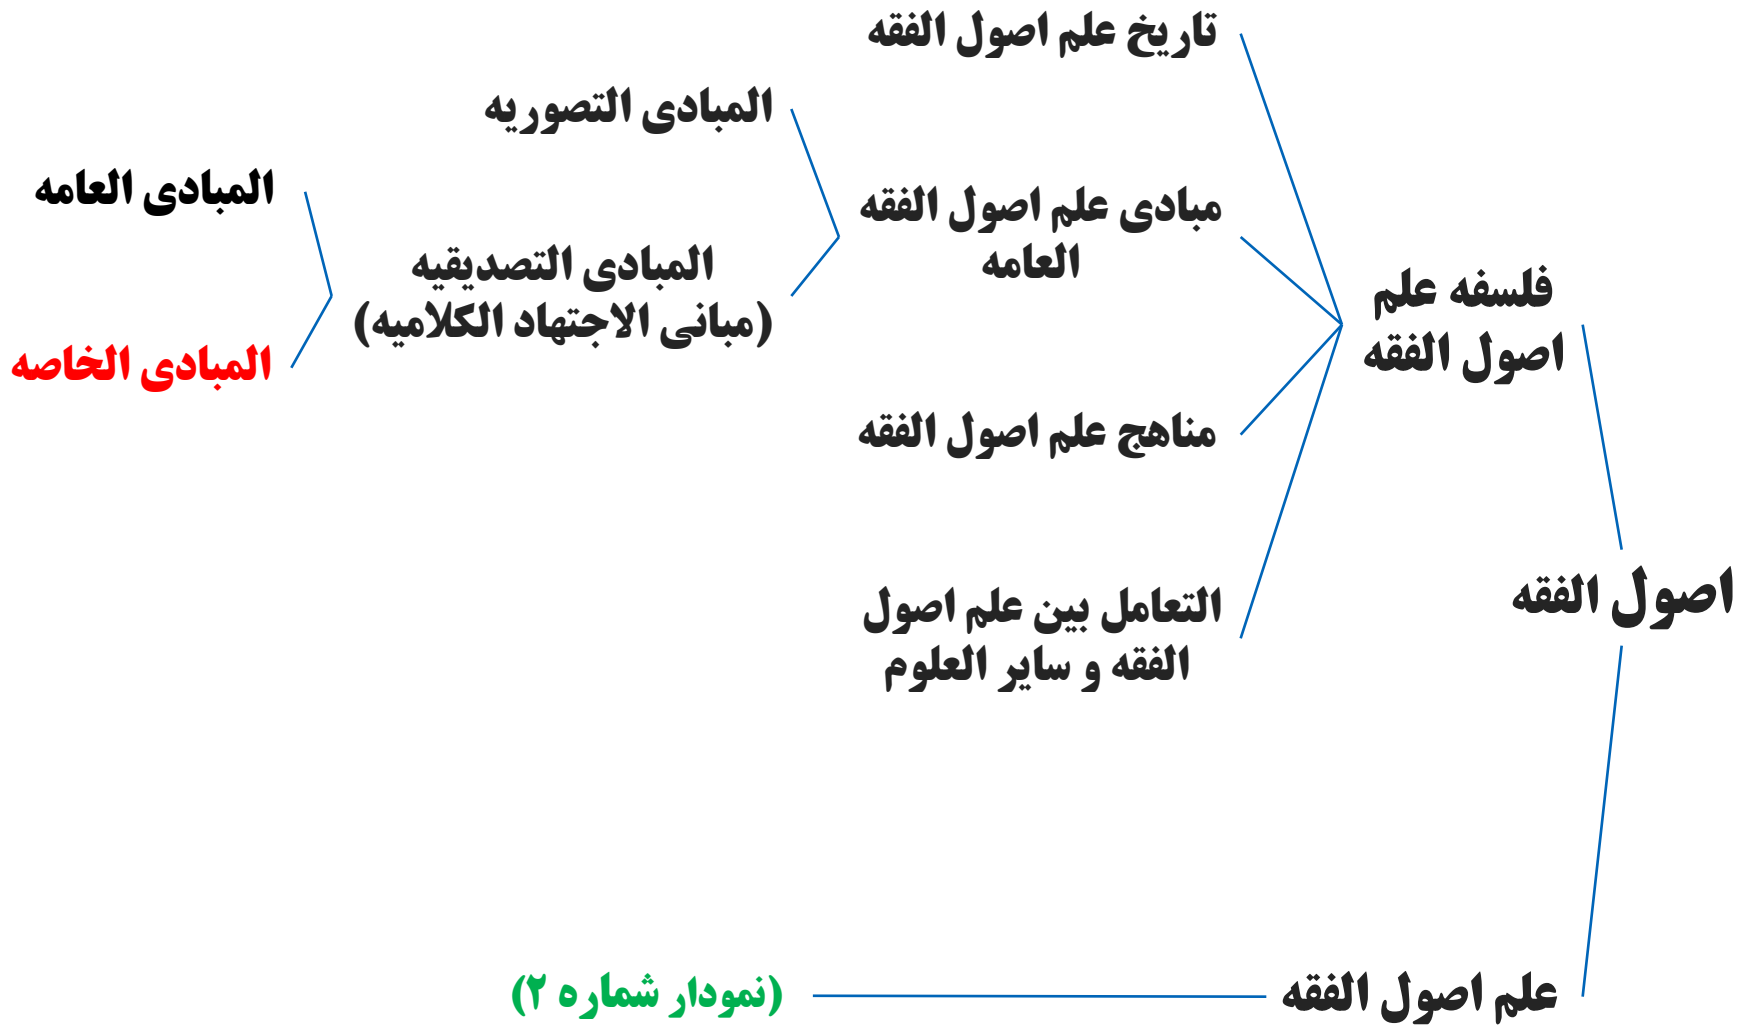 اصول الفقه
فلسفه علم
اصول الفقه
تاریخ علم اصول الفقه
مبادی علم اصول الفقه
العامه
المبادی التصوریه
المبادی التصدیقیه
(مبانی الاجتهاد الکلامیه)
المبادی العامه
المبادی الخاصه
مناهج علم اصول الفقه
التعامل بین علم اصول
الفقه و سایر العلوم
علم اصول الفقه
(نمودار شماره ۲)